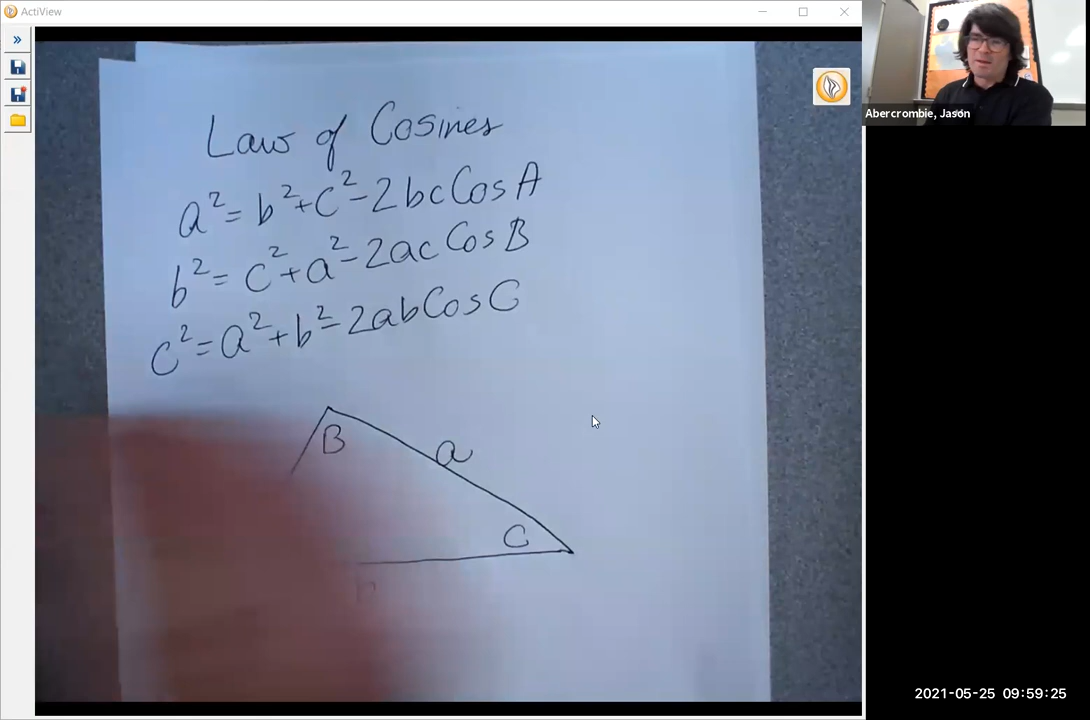 ActiView
Law of Cosines
a² = b² + c² - 2bc Cos A
b² = c² + a² - 2ac Cos B
c² = a² + b² - 2ab Cos C
B
a
C
b
Abercrombie, Jason
2021-05-25 09:59:25